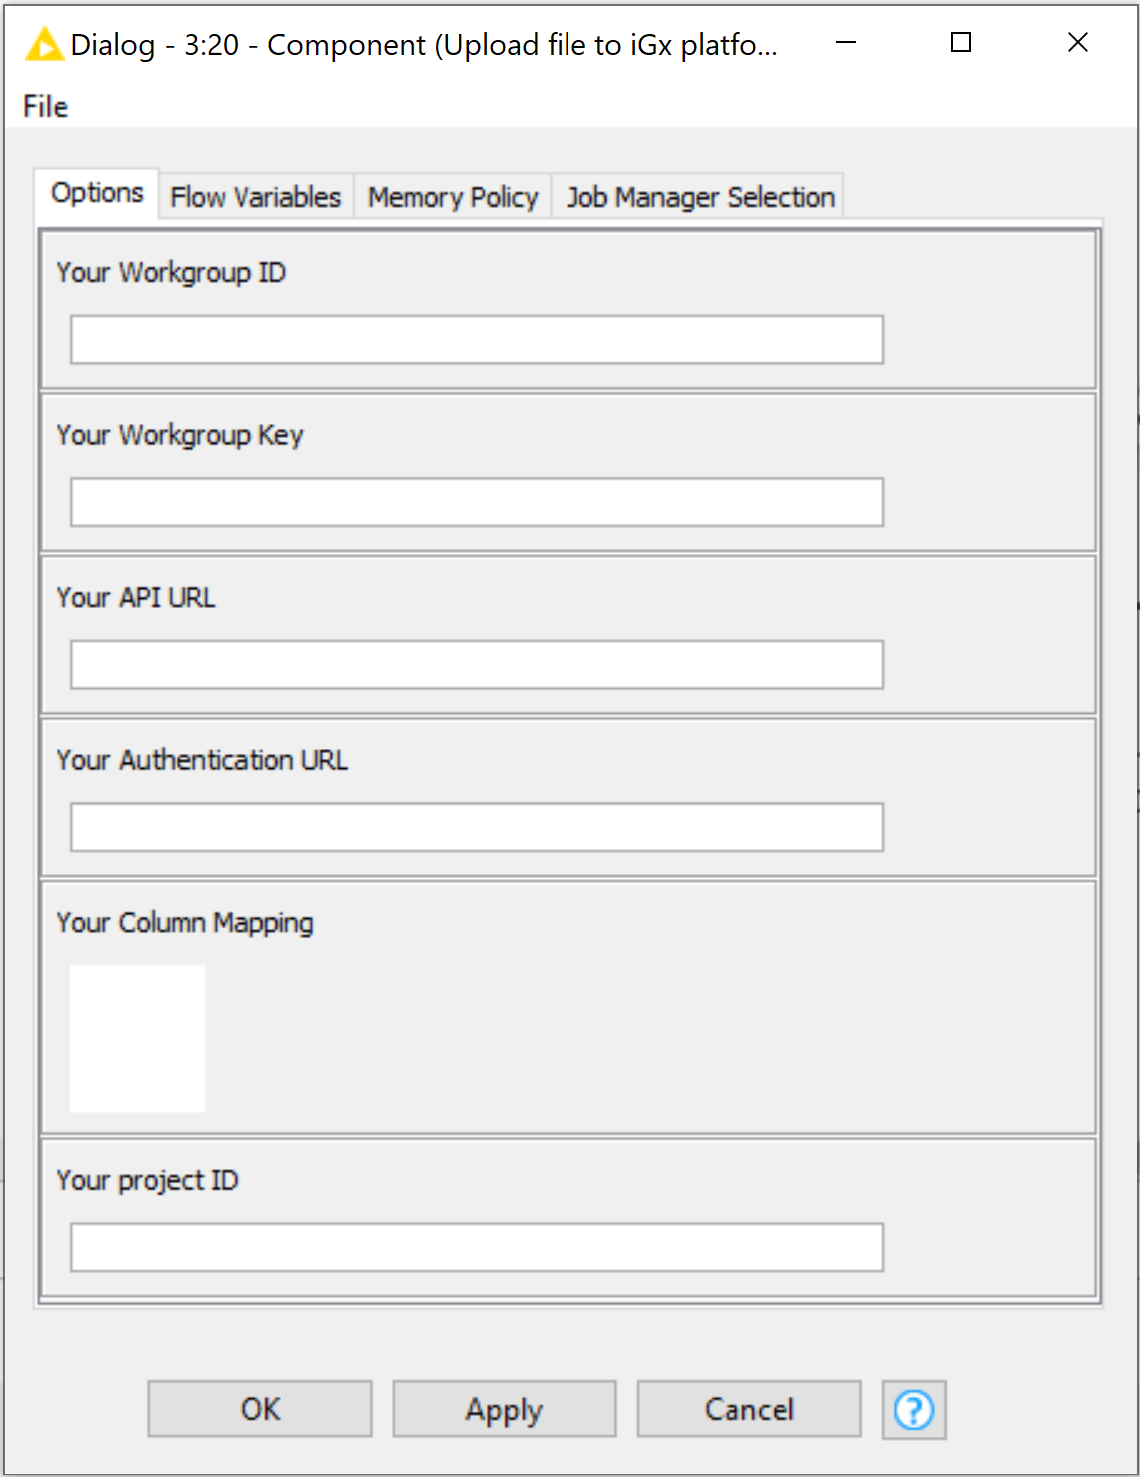 Dialog - 3:20 - Component (Upload file to iGx platfo...
File
Options Flow Variables Memory Policy Job Manager Selection
Your Workgroup ID
Your Workgroup Key
Your API URL
Your Authentication URL
Your Column Mapping
Your project ID
OK Apply Cancel ?